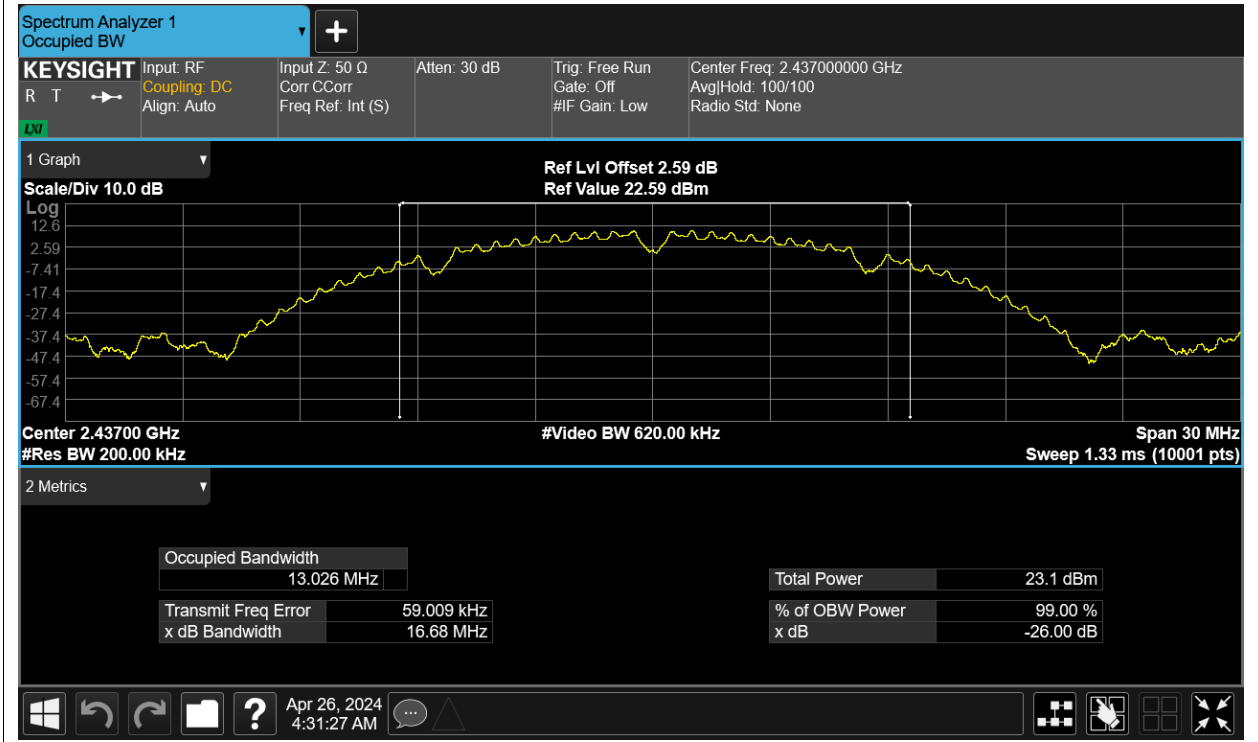 Spectrum Analyzer 1
Occupied BW
KEYSIGHT
R T
LXI
Input: RF
Coupling: DC
Align: Auto
Input Z: 50 Ω
Corr CCorr
Freq Ref: Int (S)
Atten: 30 dB
Trig: Free Run
Gate: Off
#IF Gain: Low
Center Freq: 2.437000000 GHz
Avg|Hold: 100/100
Radio Std: None
1 Graph
Scale/Div 10.0 dB
Ref Lvl Offset 2.59 dB
Ref Value 22.59 dBm
Log
12.6
2.59
-7.41
-17.4
-27.4
-37.4
-47.4
-57.4
-67.4
Center 2.43700 GHz
#Video BW 620.00 kHz
Span 30 MHz
#Res BW 200.00 kHz
Sweep 1.33 ms (10001 pts)
2 Metrics
Occupied Bandwidth
13.026 MHz
Total Power 23.1 dBm
Transmit Freq Error 59.009 kHz
% of OBW Power 99.00 %
x dB Bandwidth 16.68 MHz
x dB -26.00 dB
?
Apr 26, 2024
4:31:27 AM